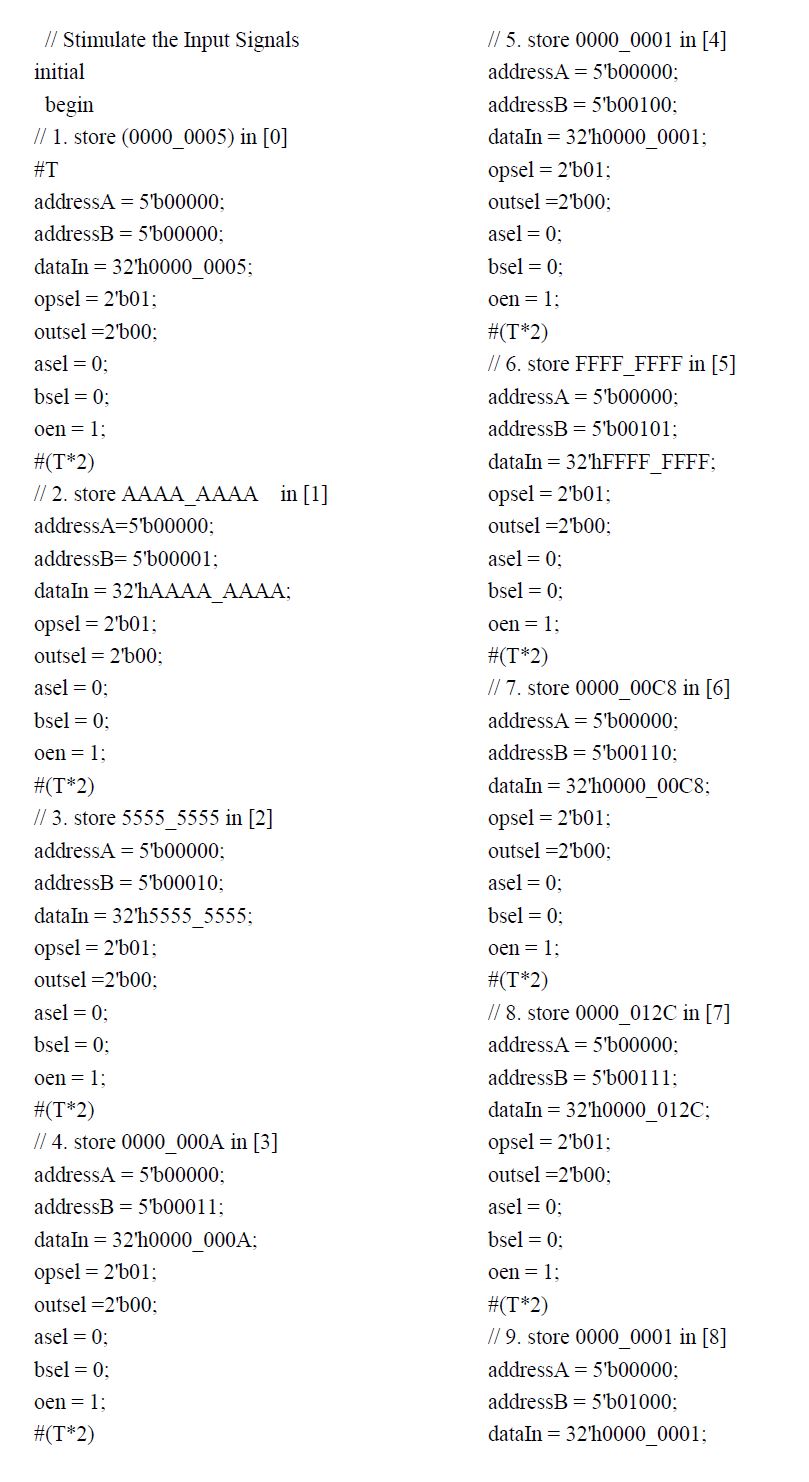 // Stimulate the Input Signals
initial
begin
// 1. store (0000_0005) in [0]
#T
addressA = 5'b00000;
addressB = 5'b00000;
dataIn = 32'h0000_0005;
opsel = 2'b01;
outsel =2'b00;
asel = 0;
bsel = 0;
oen = 1;
#(T*2)
// 2. store AAAA_AAAA in [1]
addressA=5'b00000;
addressB= 5'b00001;
dataIn = 32'hAAAA_AAAA;
opsel = 2'b01;
outsel = 2'b00;
asel = 0;
bsel = 0;
oen = 1;
#(T*2)
// 3. store 5555_5555 in [2]
addressA = 5'b00000;
addressB = 5'b00010;
dataIn = 32'h5555_5555;
opsel = 2'b01;
outsel =2'b00;
asel = 0;
bsel = 0;
oen = 1;
#(T*2)
// 4. store 0000_000A in [3]
addressA = 5'b00000;
addressB = 5'b00011;
dataIn = 32'h0000_000A;
opsel = 2'b01;
outsel =2'b00;
asel = 0;
bsel = 0;
oen = 1;
#(T*2)
// 5. store 0000_0001 in [4]
addressA = 5'b00000;
addressB = 5'b00100;
dataIn = 32'h0000_0001;
opsel = 2'b01;
outsel =2'b00;
asel = 0;
bsel = 0;
oen = 1;
#(T*2)
// 6. store FFFF_FFFF in [5]
addressA = 5'b00000;
addressB = 5'b00101;
dataIn = 32'hFFFF_FFFF;
opsel = 2'b01;
outsel =2'b00;
asel = 0;
bsel = 0;
oen = 1;
#(T*2)
// 7. store 0000_00C8 in [6]
addressA = 5'b00000;
addressB = 5'b00110;
dataIn = 32'h0000_00C8;
opsel = 2'b01;
outsel =2'b00;
asel = 0;
bsel = 0;
oen = 1;
#(T*2)
// 8. store 0000_012C in [7]
addressA = 5'b00000;
addressB = 5'b00111;
dataIn = 32'h0000_012C;
opsel = 2'b01;
outsel =2'b00;
asel = 0;
bsel = 0;
oen = 1;
#(T*2)
// 9. store 0000_0001 in [8]
addressA = 5'b00000;
addressB = 5'b01000;
dataIn = 32'h0000_0001;